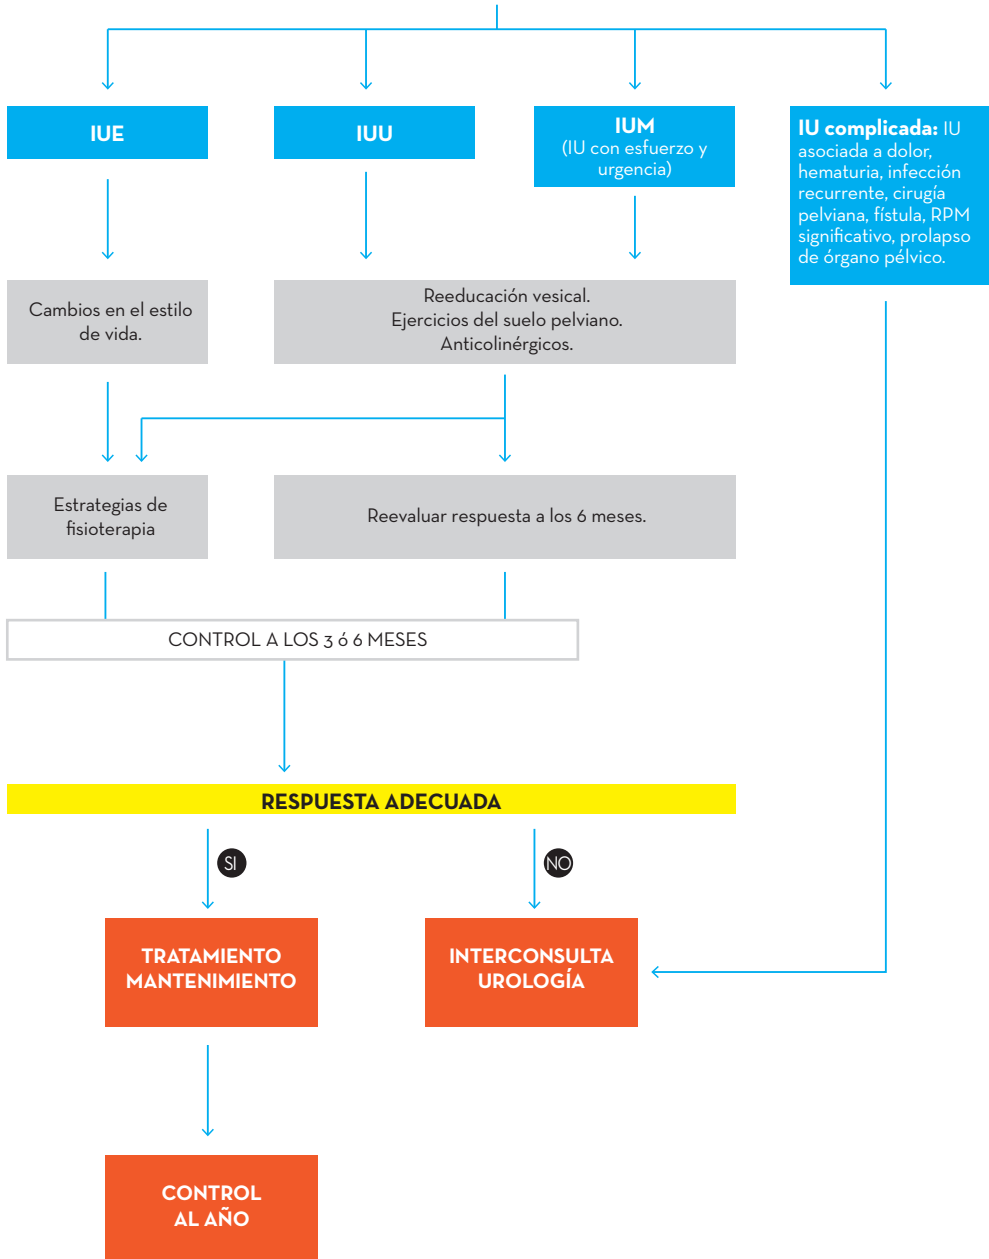 IUE
IUU
IUM
(IU con esfuerzo y
urgencia)
IU complicada: IU
asociada a dolor,
hematuria, infección
recurrente, cirugía
pelviana, fístula, RPM
significativo, prolapso
de órgano pélvico.
Cambios en el estilo
de vida.
Reeducación vesical.
Ejercicios del suelo pelviano.
Anticolinérgicos.
Estrategias de
fisioterapia
Reevaluar respuesta a los 6 meses.
CONTROL A LOS 3 ó 6 MESES
RESPUESTA ADECUADA
SI
NO
TRATAMIENTO
MANTENIMIENTO
INTERCONSULTA
UROLOGÍA
CONTROL
AL AÑO